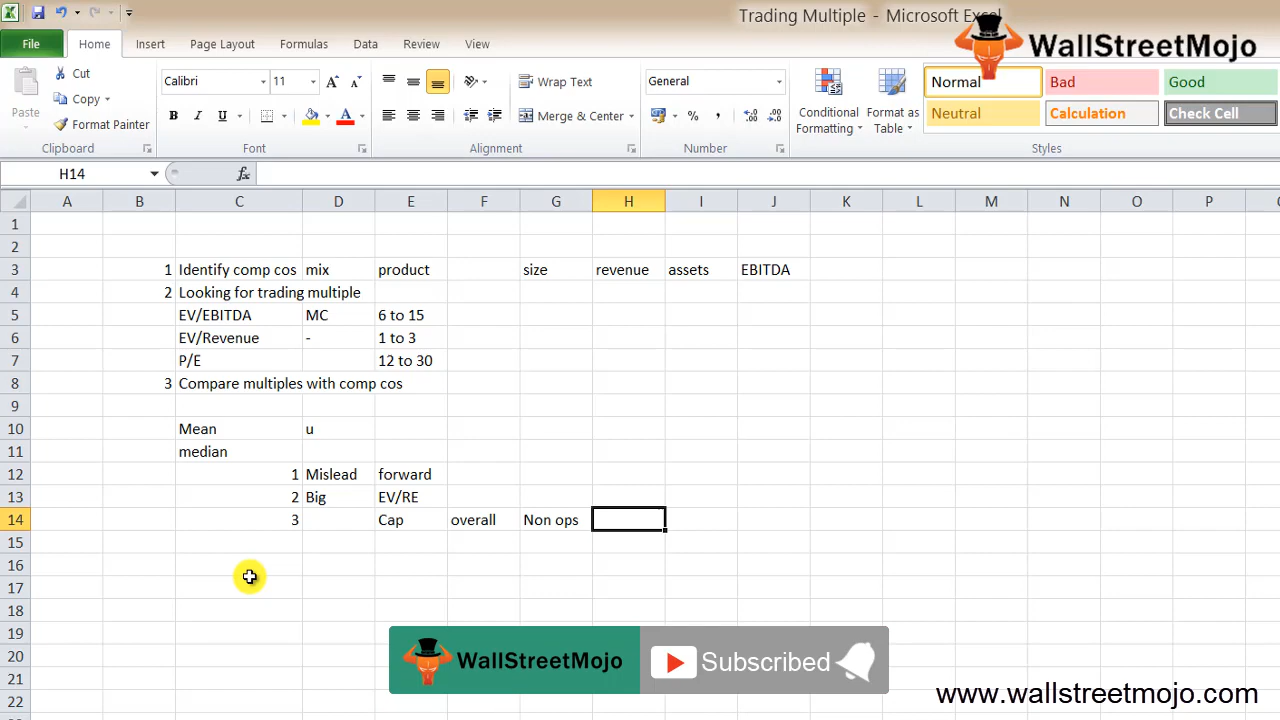 Trading Multiple - Microsoft Excel
WallStreetMojo
File Home Insert Page Layout Formulas Data Review View
Paste Cut Calibri 11 Wrap Text General Conditional Formatting Format as Table Normal Bad Good
Copy
Format Painter B I U Merge & Center % , Neutral Calculation Check Cell
Clipboard Font Alignment Number Styles
H14 fx
A B C D E F G H I J K L M N O P
1
2
3 1 Identify comp cos mix product size revenue assets EBITDA
4 2 Looking for trading multiple
5 EV/EBITDA MC 6 to 15
6 EV/Revenue - 1 to 3
7 P/E 12 to 30
8 3 Compare multiples with comp cos
9
10 Mean u
11 median
12 1 Mislead forward
13 2 Big EV/RE
14 3 Cap overall Non ops
15
16
17
18
19
20
21
22
WallStreetMojo Subscribed
www.wallstreetmojo.com